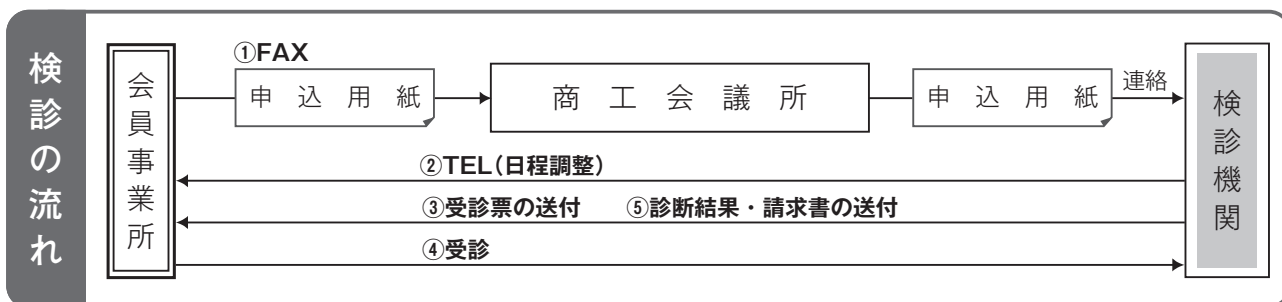 検診の流れ
会員事業所
①FAX
申込用紙
商工会議所
申込用紙
連絡
検診機関
②TEL(日程調整)
③受診票の送付 ⑤診断結果・請求書の送付
④受診